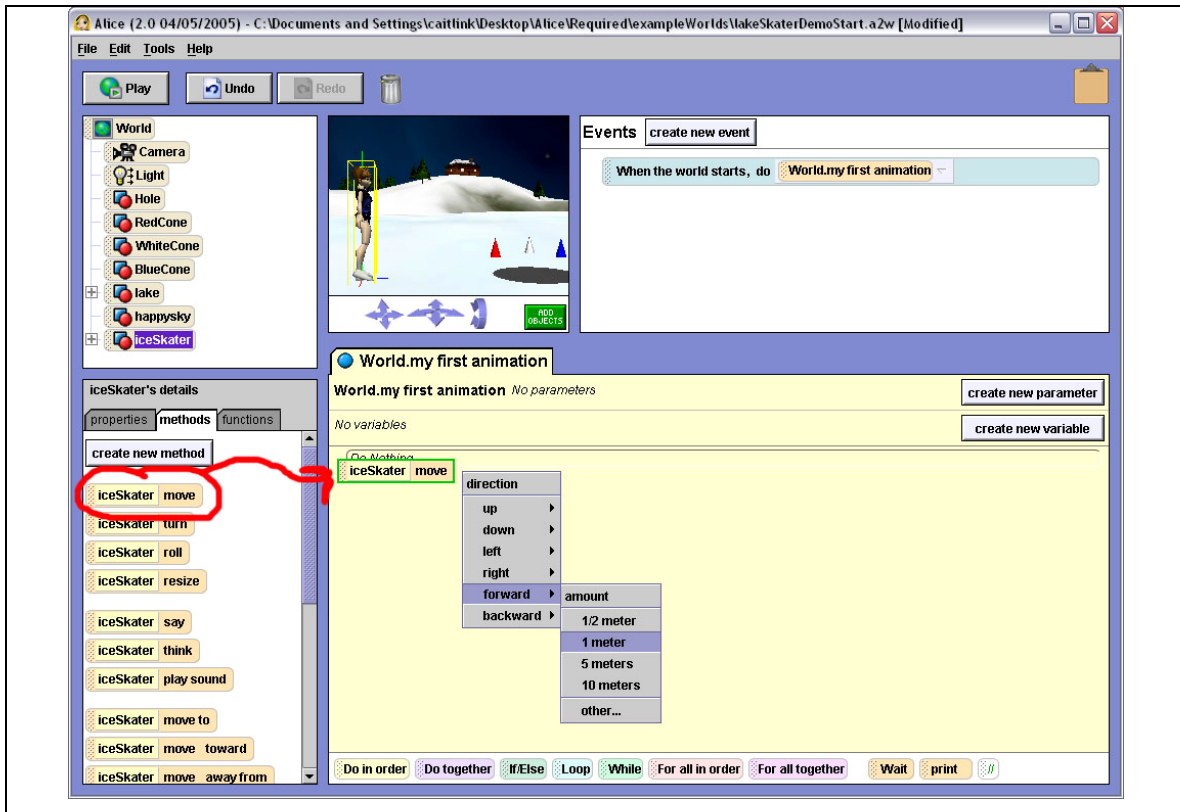 Alice (2.0 04/05/2005) - C:\Documents and Settings\caitlink\Desktop\Alice\Required\exampleWorlds\lakeSkaterDemoStart.a2w [Modified]
File Edit Tools Help
Play Undo Redo
World
Camera
Light
Hole
RedCone
WhiteCone
BlueCone
lake
happysky
iceSkater
ADD
OBJECTS
Events create new event
When the world starts, do World.my first animation
iceSkater's details
properties methods functions
create new method
iceSkater move
iceSkater turn
iceSkater roll
iceSkater resize
iceSkater say
iceSkater think
iceSkater play sound
iceSkater move to
iceSkater move toward
iceSkater move away from
World.my first animation
World.my first animation No parameters create new parameter
No variables create new variable
Do Nothing
iceSkater move
direction
up
down
left
right
forward
backward
amount
1/2 meter
1 meter
5 meters
10 meters
other...
Do in order Do together If/Else Loop While For all in order For all together Wait print //